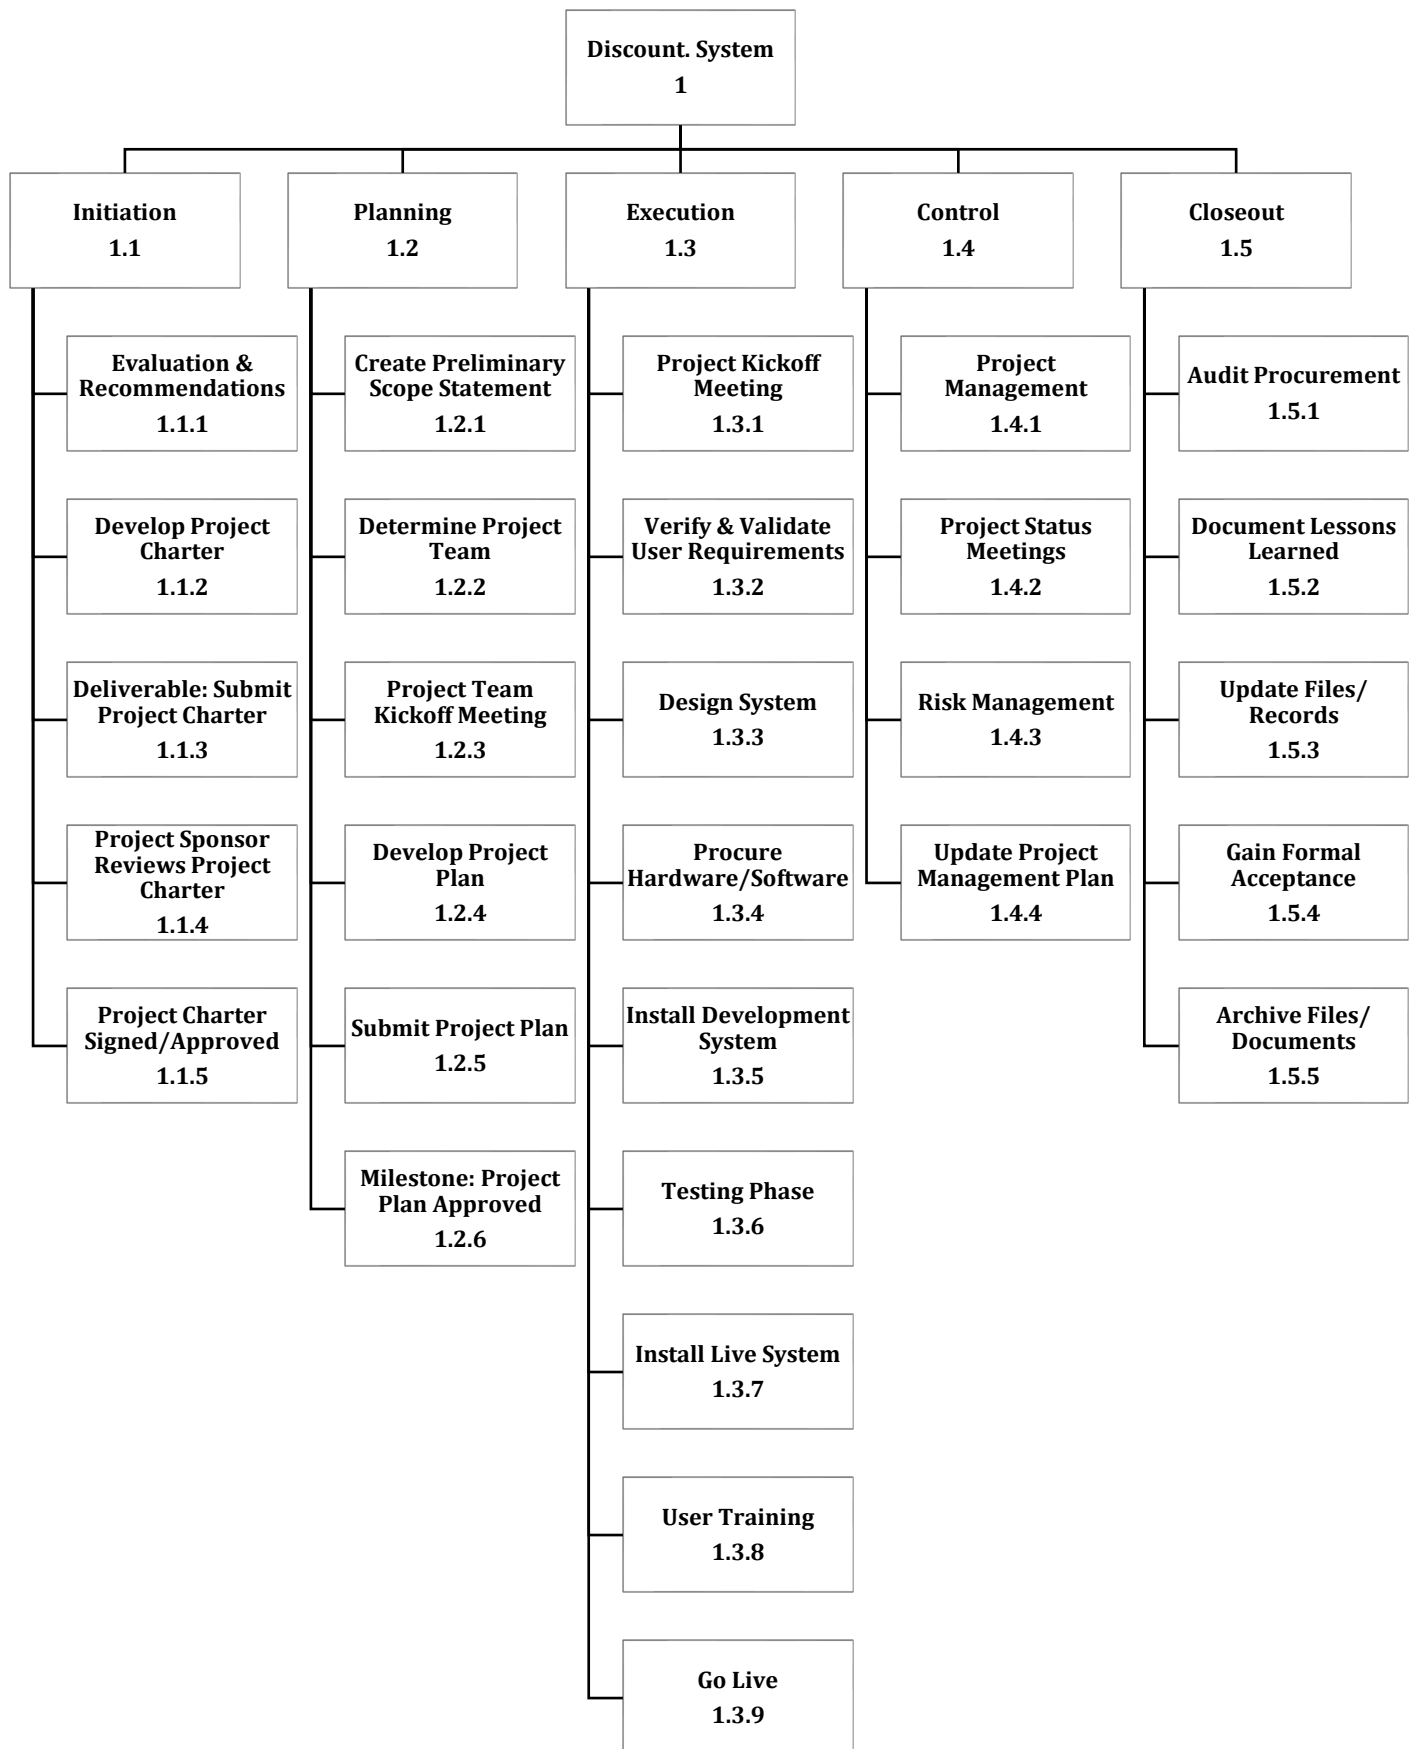 Discount. System
1
Initiation
1.1
Planning
1.2
Execution
1.3
Control
1.4
Closeout
1.5
Evaluation &
Recommendations
1.1.1
Develop Project
Charter
1.1.2
Deliverable: Submit
Project Charter
1.1.3
Project Sponsor
Reviews Project
Charter
1.1.4
Project Charter
Signed/Approved
1.1.5
Create Preliminary
Scope Statement
1.2.1
Determine Project
Team
1.2.2
Project Team
Kickoff Meeting
1.2.3
Develop Project
Plan
1.2.4
Submit Project Plan
1.2.5
Milestone: Project
Plan Approved
1.2.6
Project Kickoff
Meeting
1.3.1
Verify & Validate
User Requirements
1.3.2
Design System
1.3.3
Procure
Hardware/Software
1.3.4
Install Development
System
1.3.5
Testing Phase
1.3.6
Install Live System
1.3.7
User Training
1.3.8
Go Live
1.3.9
Project
Management
1.4.1
Project Status
Meetings
1.4.2
Risk Management
1.4.3
Update Project
Management Plan
1.4.4
Audit Procurement
1.5.1
Document Lessons
Learned
1.5.2
Update Files/
Records
1.5.3
Gain Formal
Acceptance
1.5.4
Archive Files/
Documents
1.5.5